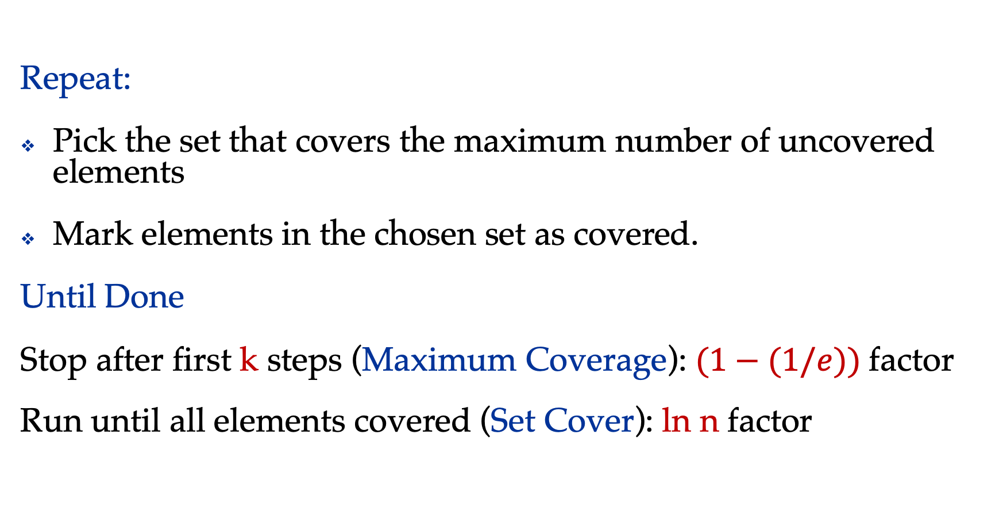 Repeat:
❖ Pick the set that covers the maximum number of uncovered
elements
❖ Mark elements in the chosen set as covered.
Until Done
Stop after first k steps (Maximum Coverage): (1 − (1/e)) factor
Run until all elements covered (Set Cover): ln n factor